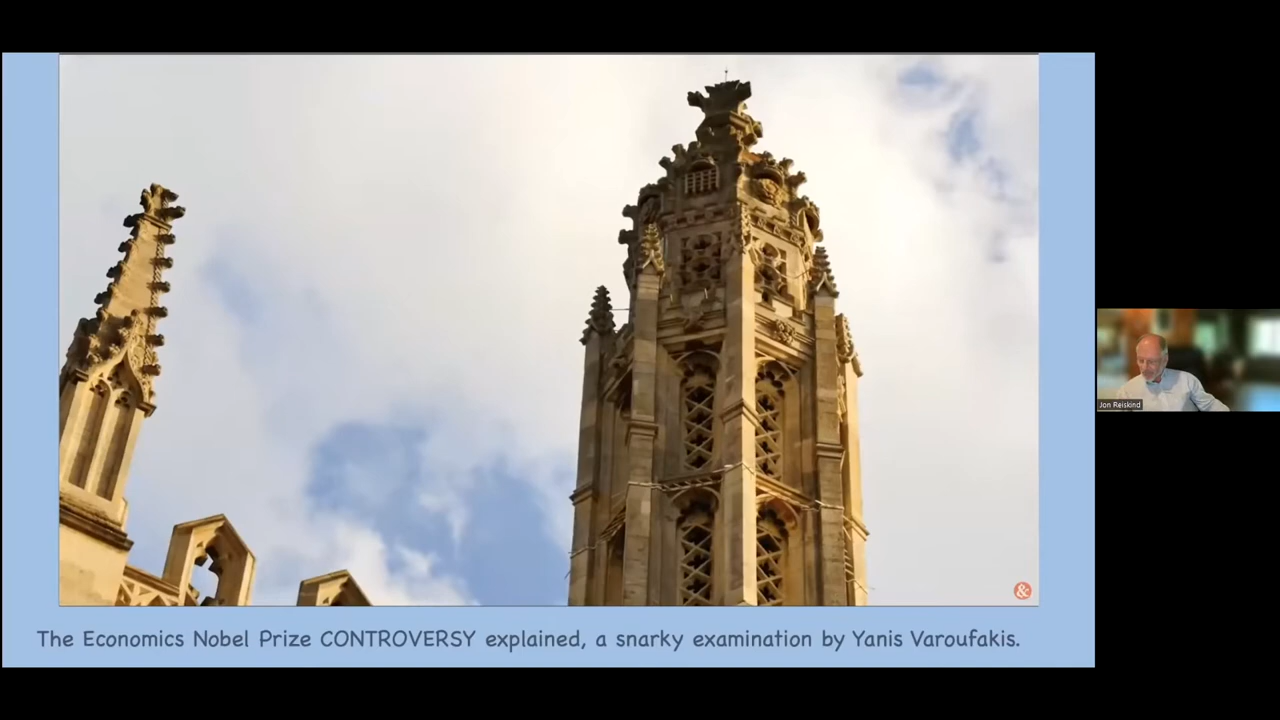 &
Jon Reiskind
The Economics Nobel Prize CONTROVERSY explained, a snarky examination by Yanis Varoufakis.